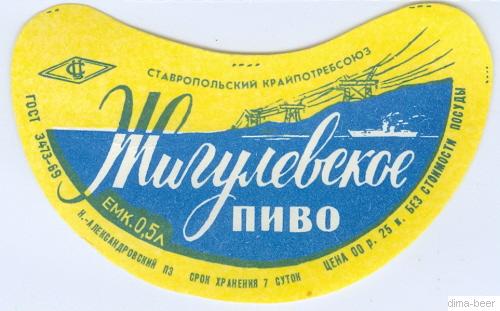 СТАВРОПОЛЬСКИЙ КРАЙПОТРЕБСОЮЗ
ГОСТ 3473-69
Жигулевское
ПИВО
ЕМК. 0,5 л
Н.-АЛЕКСАНДРОВСКИЙ ПЗ СРОК ХРАНЕНИЯ 7 СУТОК ЦЕНА 00 р. 25 к. БЕЗ СТОИМОСТИ ПОСУДЫ
dima-beer